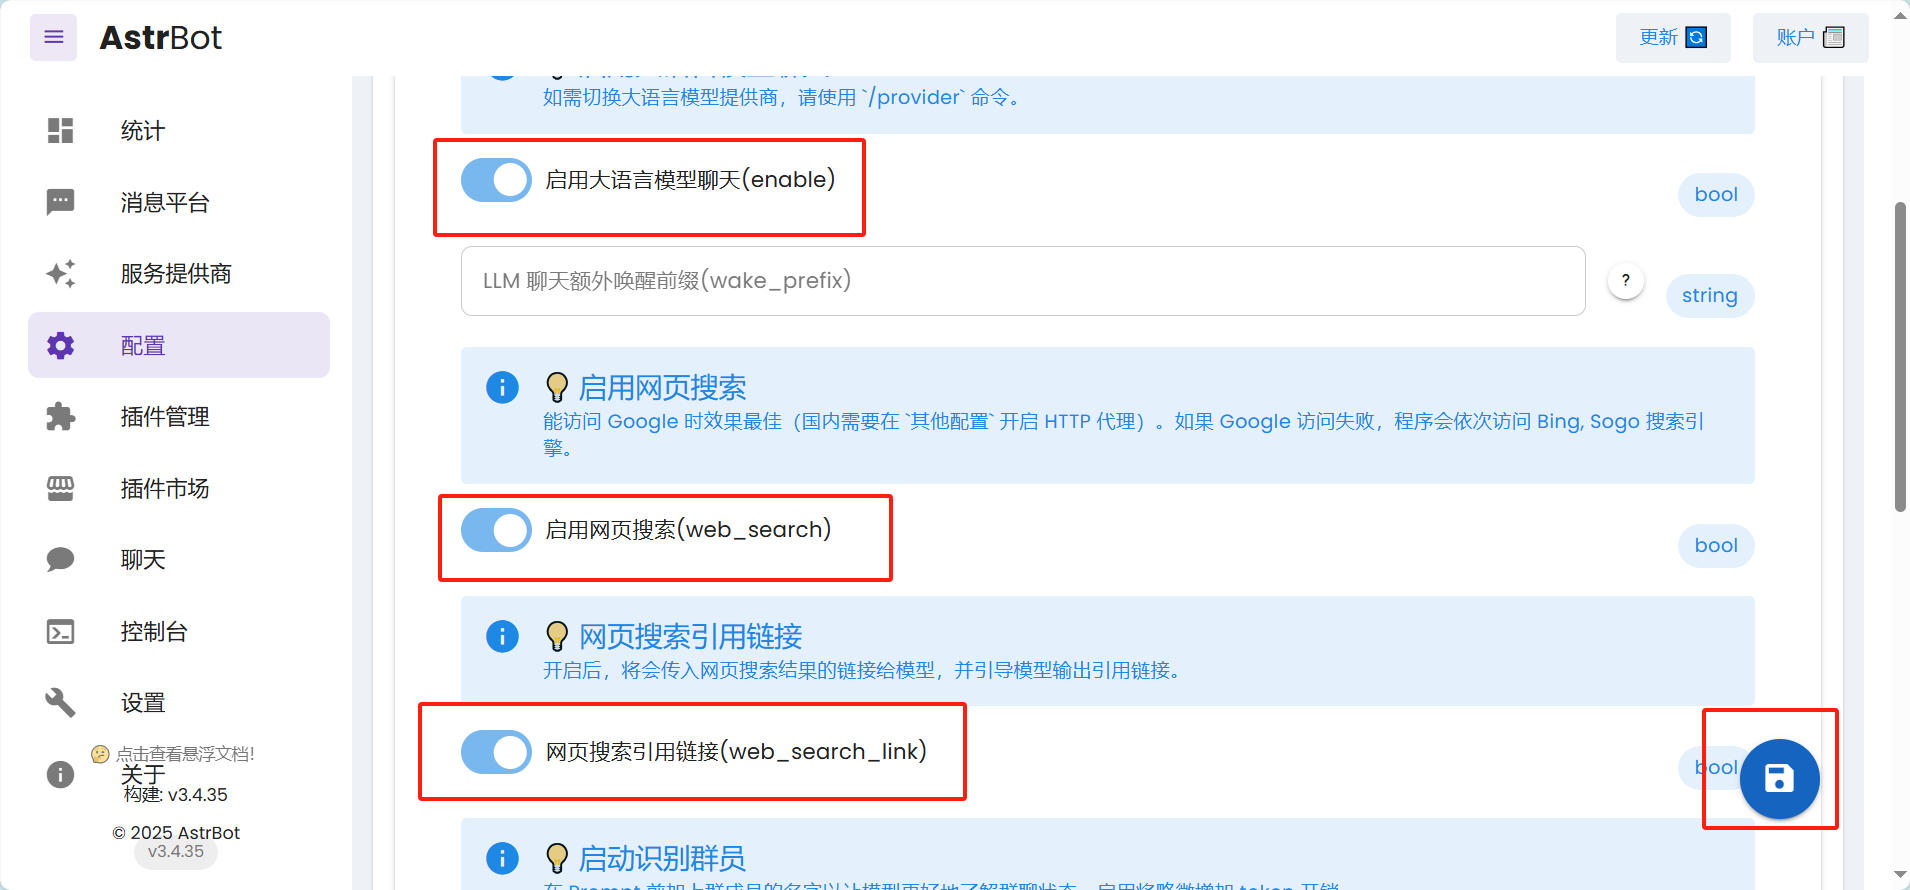 AstrBot
更新
账户
统计
消息平台
服务提供商
配置
插件管理
插件市场
聊天
控制台
设置
点击查看悬浮文档!
关于
构建: v3.4.35
© 2025 AstrBot
v3.4.35
如需切换大语言模型提供商，请使用 `/provider` 命令。
启用大语言模型聊天(enable)
bool
LLM 聊天额外唤醒前缀(wake_prefix)
?
string
启用网页搜索
能访问 Google 时效果最佳（国内需要在 `其他配置` 开启 HTTP 代理）。如果 Google 访问失败，程序会依次访问 Bing, Sogo 搜索引
擎。
启用网页搜索(web_search)
bool
网页搜索引用链接
开启后，将会传入网页搜索结果的链接给模型，并引导模型输出引用链接。
网页搜索引用链接(web_search_link)
bool
启动识别群员